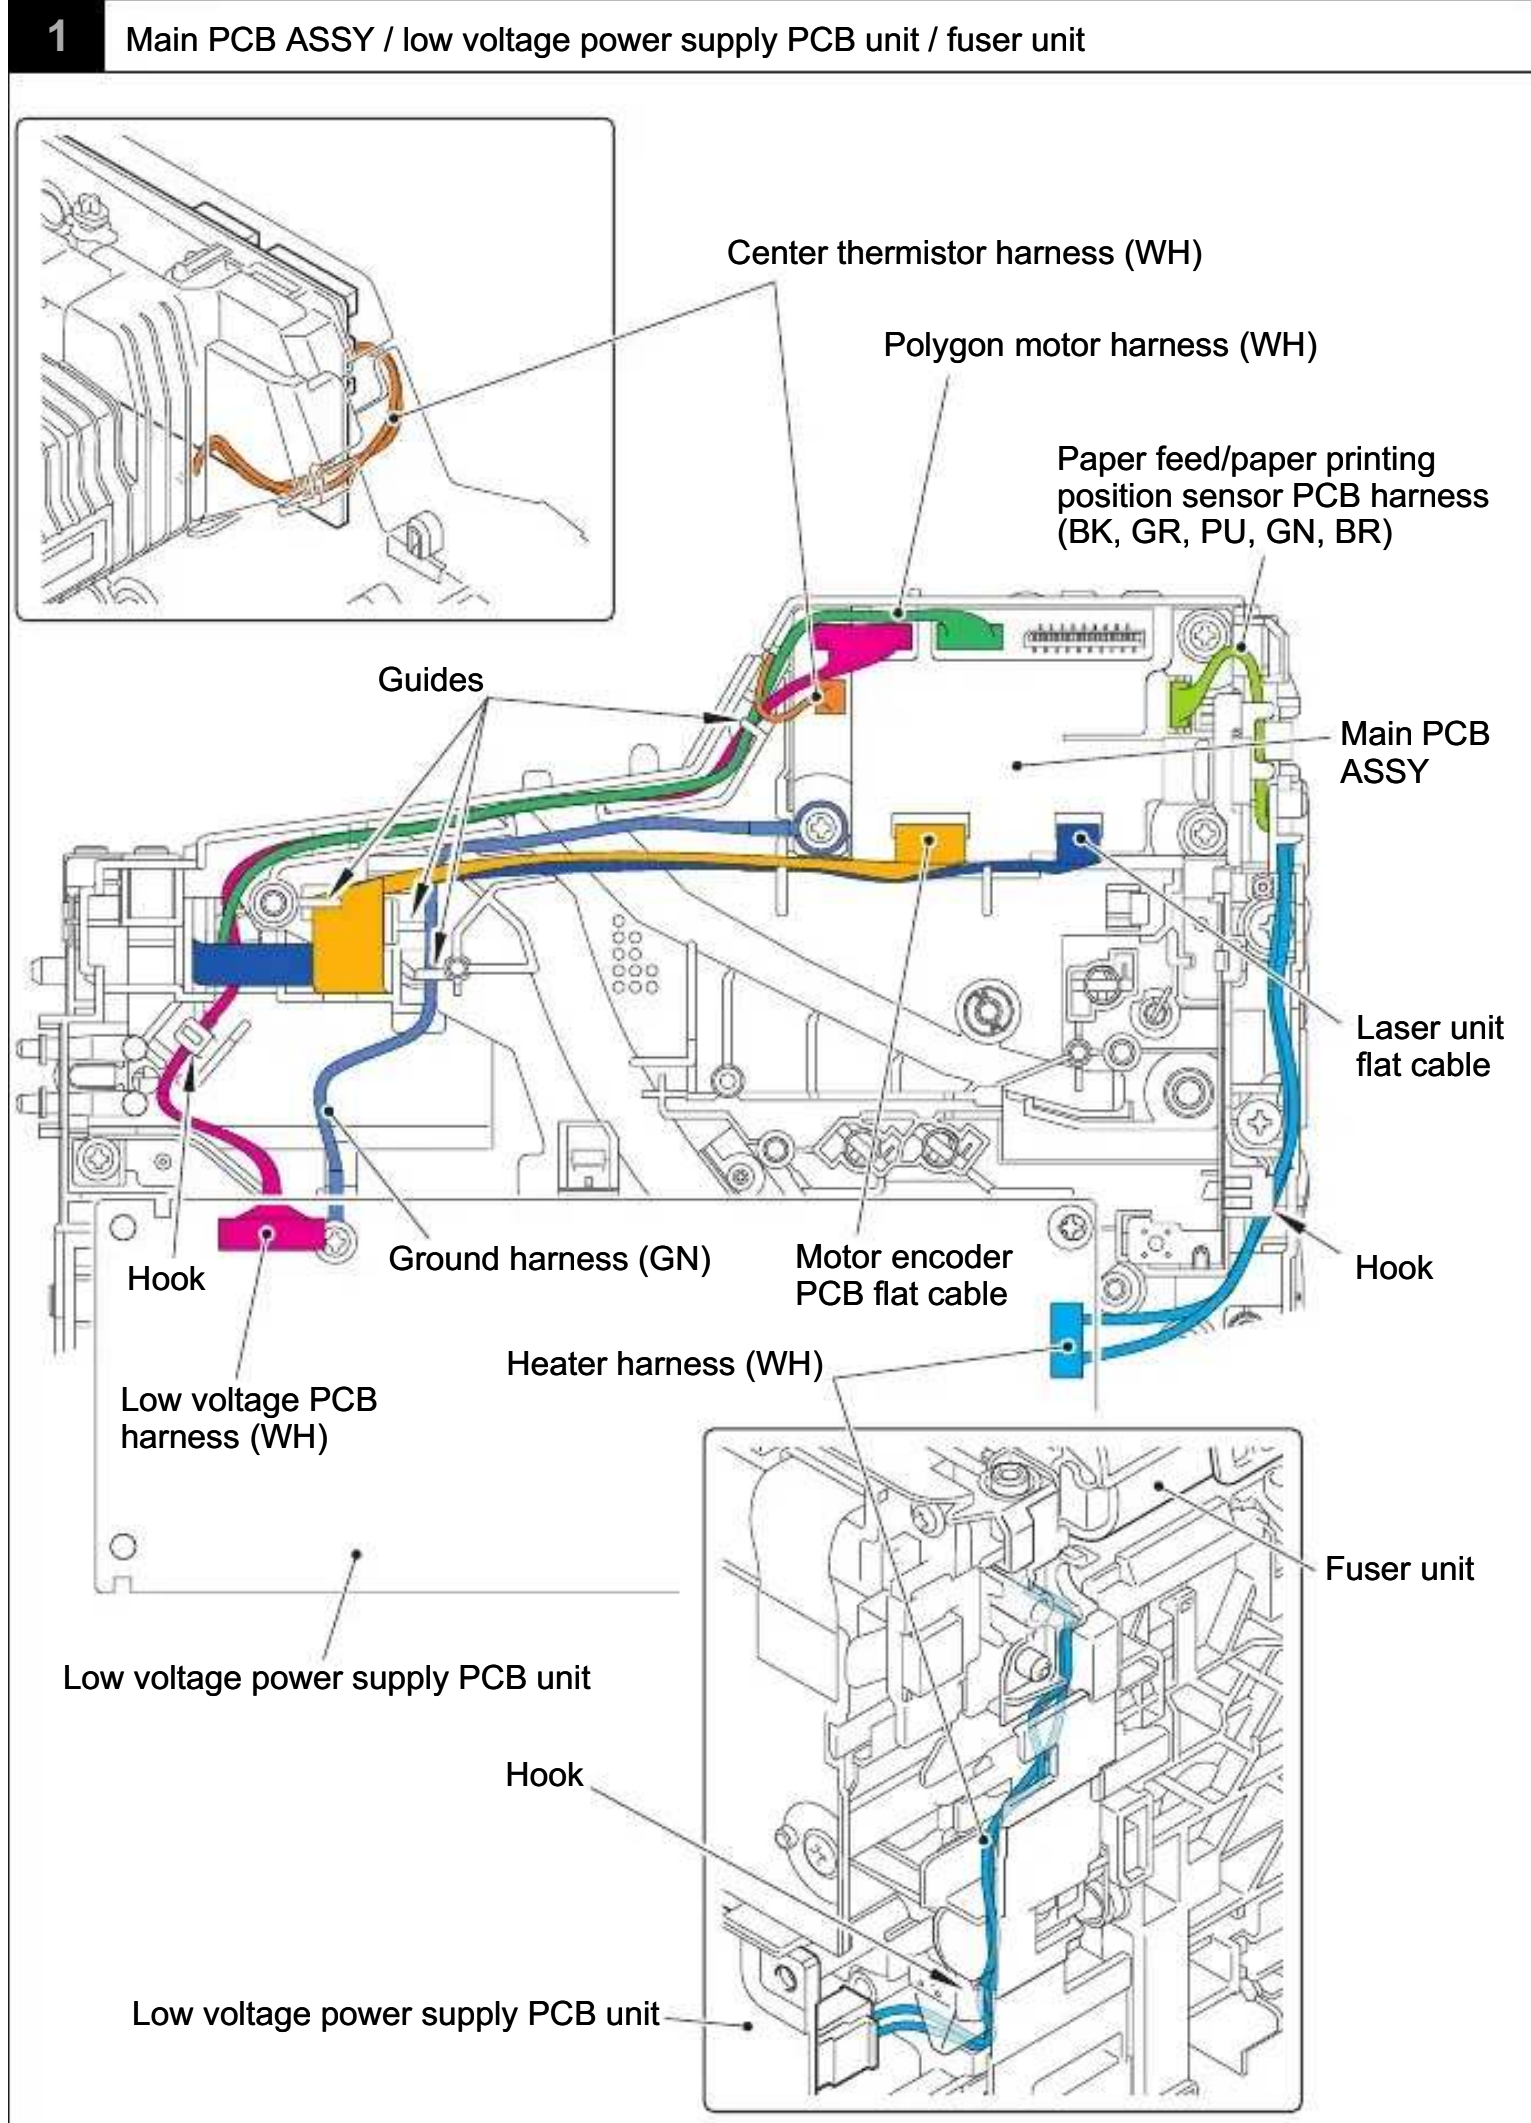 1
Main PCB ASSY / low voltage power supply PCB unit / fuser unit
Center thermistor harness (WH)
Polygon motor harness (WH)
Paper feed/paper printing
position sensor PCB harness
(BK, GR, PU, GN, BR)
Guides
Main PCB
ASSY
Laser unit
flat cable
Hook
Ground harness (GN)
Motor encoder
PCB flat cable
Hook
Heater harness (WH)
Low voltage PCB
harness (WH)
Fuser unit
Low voltage power supply PCB unit
Hook
Low voltage power supply PCB unit